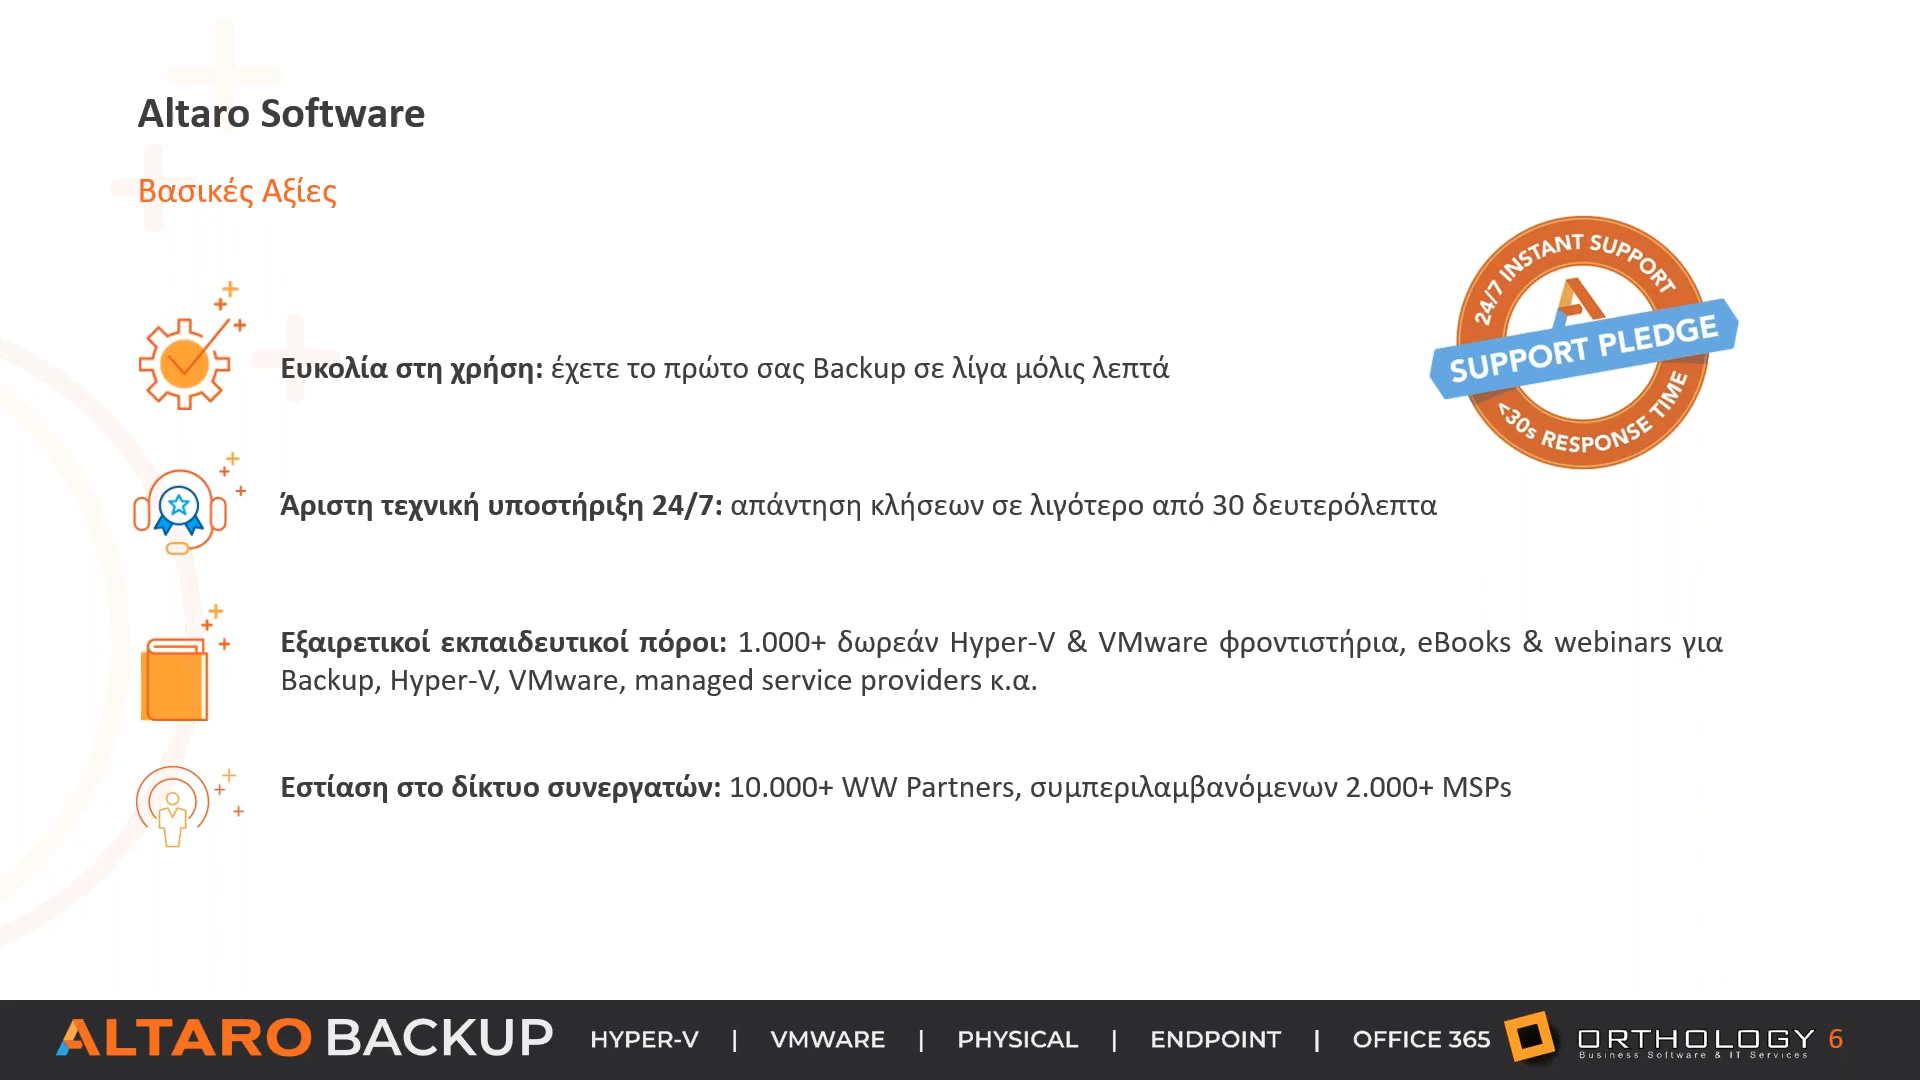 Altaro Software
Βασικές Αξίες
24/7 INSTANT SUPPORT
SUPPORT PLEDGE
<30s RESPONSE TIME
Ευκολία στη χρήση: έχετε το πρώτο σας Backup σε λίγα μόλις λεπτά
Άριστη τεχνική υποστήριξη 24/7: απάντηση κλήσεων σε λιγότερο από 30 δευτερόλεπτα
Εξαιρετικοί εκπαιδευτικοί πόροι: 1.000+ δωρεάν Hyper-V & VMware φροντιστήρια, eBooks & webinars για
Backup, Hyper-V, VMware, managed service providers κ.α.
Εστίαση στο δίκτυο συνεργατών: 10.000+ WW Partners, συμπεριλαμβανόμενων 2.000+ MSPs
ALTARO BACKUP HYPER-V | VMWARE | PHYSICAL | ENDPOINT | OFFICE 365 ORTHOLOGY 6
Business Software & IT Services